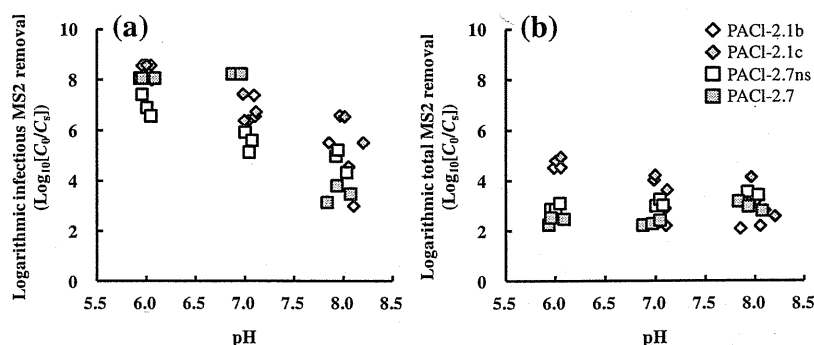 (a)
Logarithmic infectious MS2 removal
(Log10[C0/Cs])
10
8
6
4
2
0
5.5 6.0 6.5 7.0 7.5 8.0 8.5
pH
(b)
Logarithmic total MS2 removal
(Log10[C0/Cs])
10
8
6
4
2
0
5.5 6.0 6.5 7.0 7.5 8.0 8.5
pH
PACl-2.1b
PACl-2.1c
PACl-2.7ns
PACl-2.7